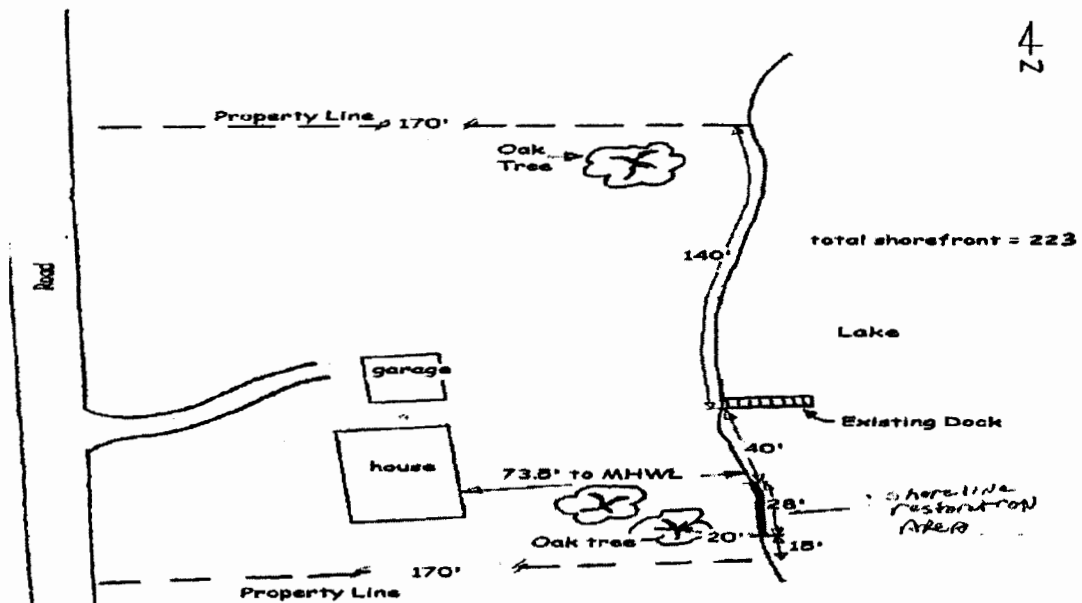 N
Property Line 170'
Oak
Tree
total shorefront = 223
140'
Road
Lake
garage
Existing Dock
40'
house
73.5' to MHWL
28'
shoreline
restoration
Area
Oak tree
20'
15'
170'
Property Line